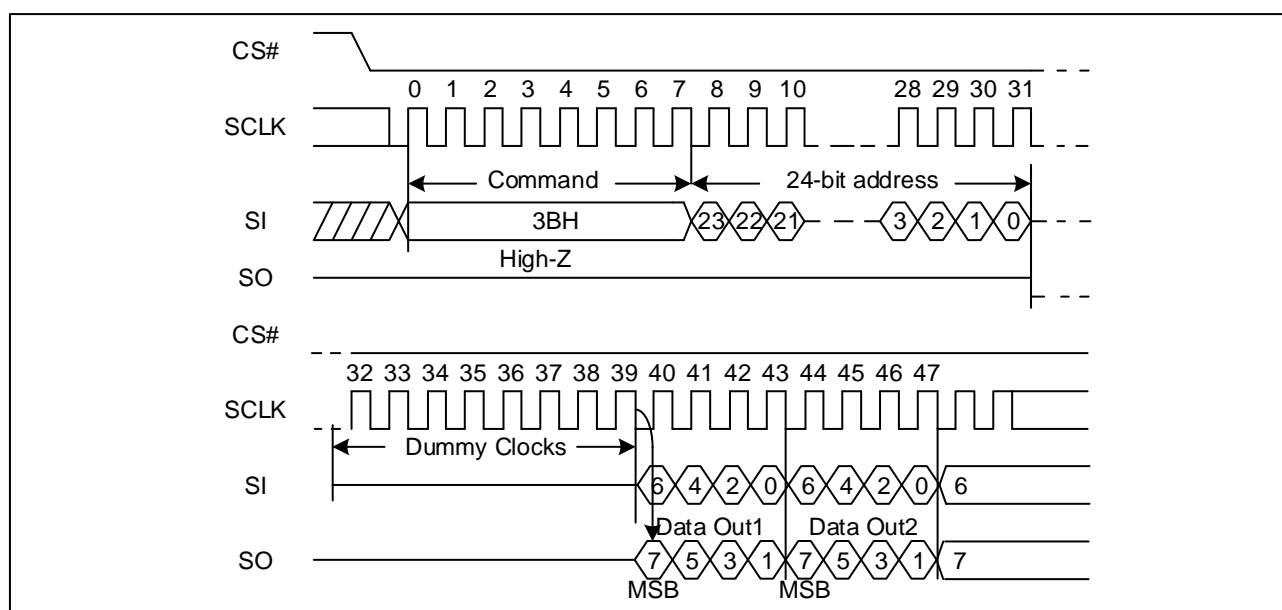 CS#
0 1 2 3 4 5 6 7 8 9 10 28 29 30 31
SCLK
Command 24-bit address
SI 3BH 23 22 21 3 2 1 0
High-Z
SO
CS#
32 33 34 35 36 37 38 39 40 41 42 43 44 45 46 47
SCLK
Dummy Clocks
SI 6 4 2 0 6 4 2 0 6
Data Out1 Data Out2
SO 7 5 3 1 7 5 3 1 7
MSB MSB